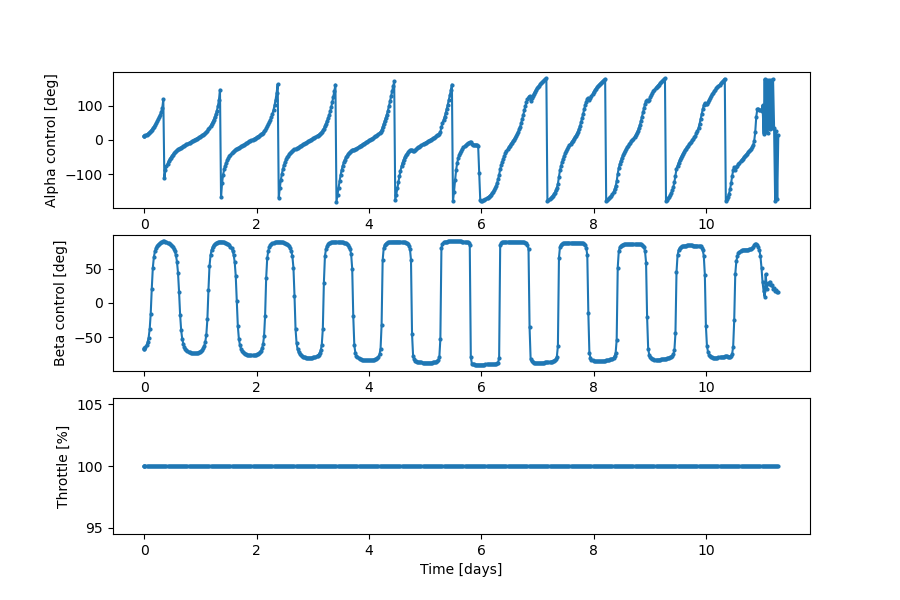 Alpha control [deg]
100
0
−100
0 2 4 6 8 10
Beta control [deg]
50
0
−50
0 2 4 6 8 10
Throttle [%]
105
100
95
0 2 4 6 8 10
Time [days]